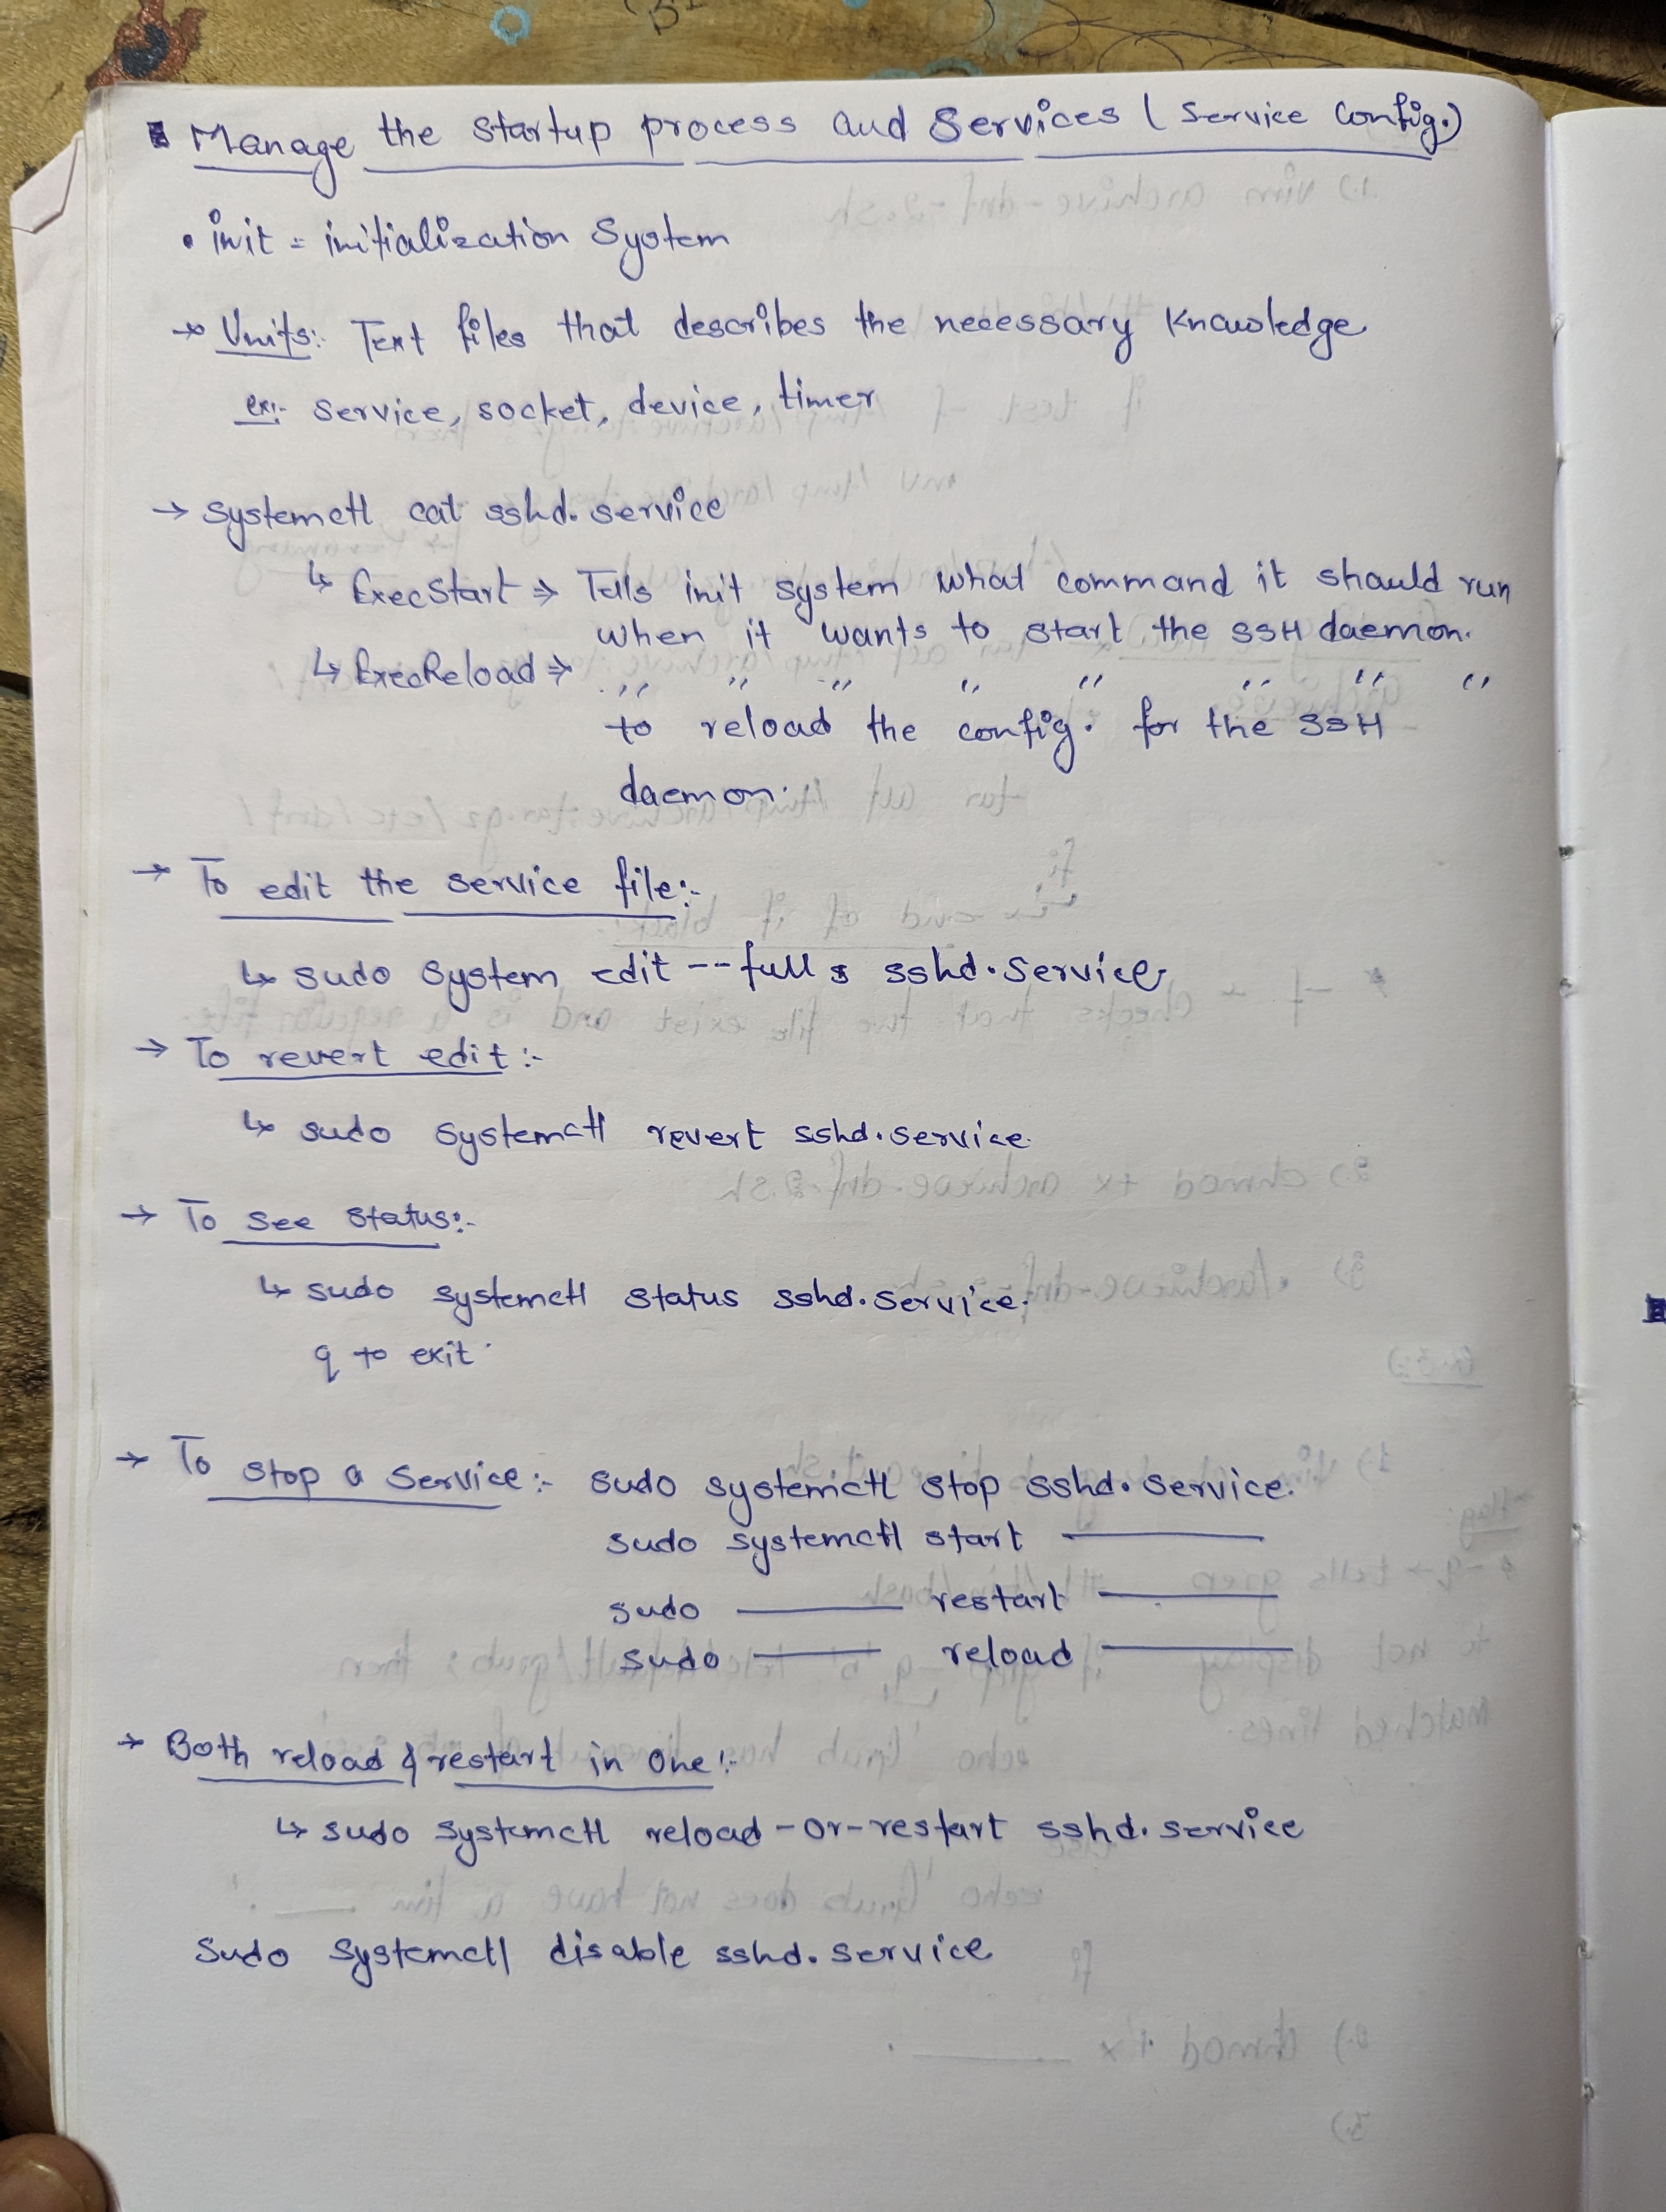 Manage the startup process and Services ( Service Config.)
• init = initialization System
→ Units:- Text files that describes the necessary Knowledge
ex:- Service, socket, device, timer
→ systemctl cat sshd.service
↳ ExecStart ⇒ Tells init system what command it should run
when it wants to start the SSH daemon.
↳ ExecReload ⇒ " " " " " " " "
to reload the config. for the SSH
daemon.
→ To edit the service file:-
↳ sudo system edit --full sshd.service
→ To revert edit :-
↳ sudo systemctl revert sshd.service
→ To see status:-
↳ sudo systemctl status sshd.service.
q to exit
→ To stop a service :- sudo systemctl stop sshd.service.
sudo systemctl start ———
sudo ——— restart ———
sudo ——— reload ———
→ Both reload & restart in one :-
↳ sudo systemctl reload-or-restart sshd.service
Sudo systemctl disable sshd.service